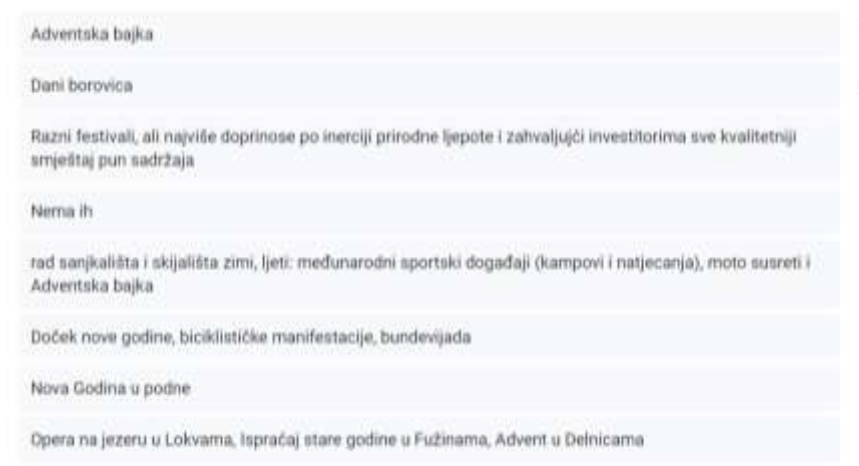 Adventska bajka
Dani borovica
Razni festivali, ali najviše doprinose po inerciji prirodne ljepote i zahvaljujći investitorima sve kvalitetniji
smještaj pun sadržaja
Nema ih
rad sanjkališta i skijališta zimi, ljeti: međunarodni sportski događaji (kampovi i natjecanja), moto susreti i
Adventska bajka
Doček nove godine, biciklističke manifestacije, bundevijada
Nova Godina u podne
Opera na jezeru u Lokvama, Ispraćaj stare godine u Fužinama, Advent u Delnicama